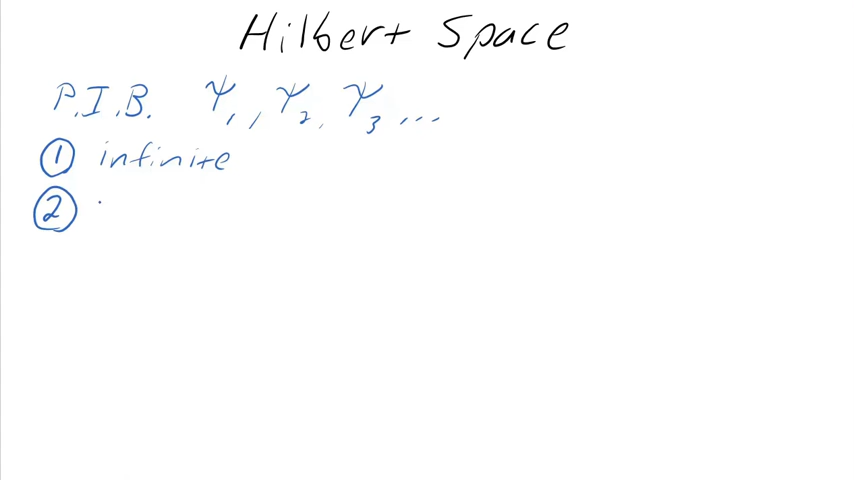 Hilbert Space
P.I.B. Ψ₁, Ψ₂, Ψ₃ ...
① infinite
②